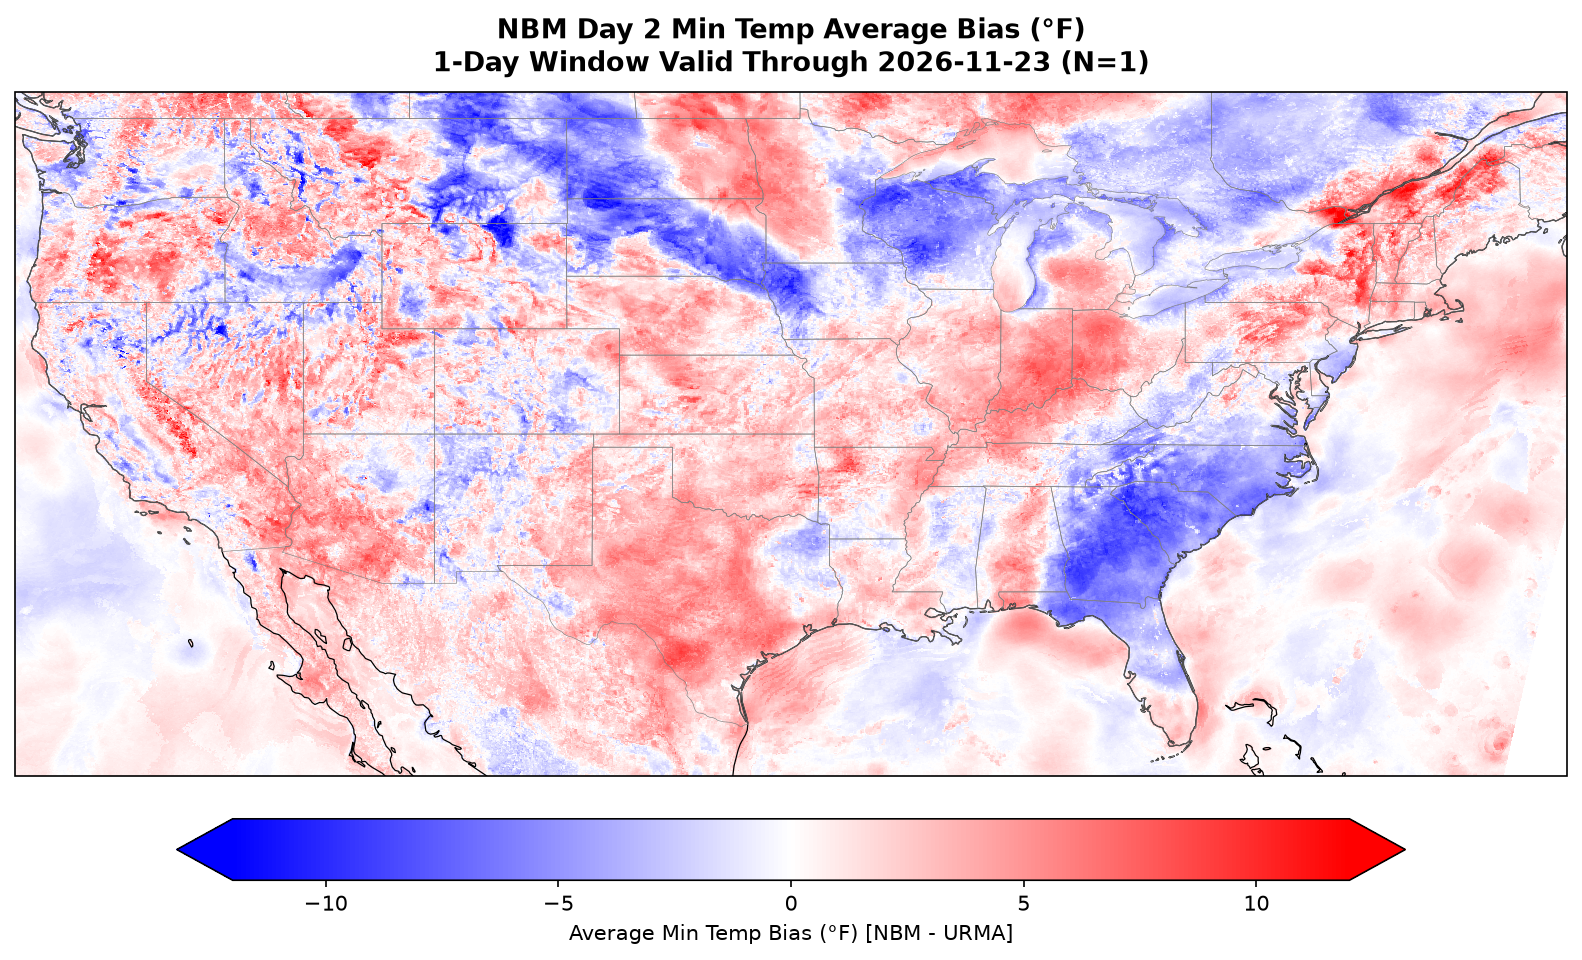 NBM Day 2 Min Temp Average Bias (°F)
1-Day Window Valid Through 2026-11-23 (N=1)
−10 −5 0 5 10
Average Min Temp Bias (°F) [NBM - URMA]